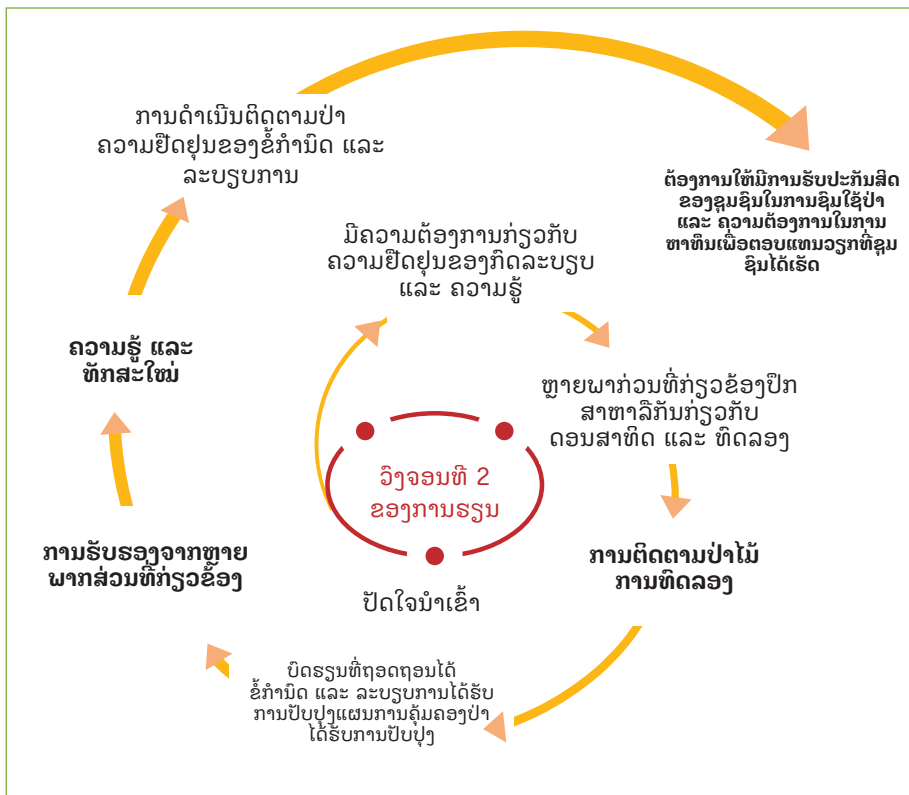 ການດຳເນີນຕິດຕາມປ່າ
ຄວາມຢືດຢຸ່ນຂອງຂໍ້ກຳນົດ ແລະ
ລະບຽບການ
ຕ້ອງການໃຫ້ມີການຮັບປະກັນສິດ
ຂອງຊຸມຊົນໃນການຊົມໃຊ້ປ່າ
ແລະ ຄວາມຕ້ອງການໃນການ
ຫາທຶນເພື່ອຕອບແທນວຽກທີ່ຊຸມ
ຊົນໄດ້ເຮັດ
ມີຄວາມຕ້ອງການກ່ຽວກັບ
ຄວາມຢືດຢຸ່ນຂອງກົດລະບຽບ
ແລະ ຄວາມຮູ້
ຫຼາຍພາກ່ວນທີ່ກ່ຽວຂ້ອງປຶກ
ສາຫາລືກັນກ່ຽວກັບ
ດອນສາທິດ ແລະ ທົດລອງ
ການຕິດຕາມປ່າໄມ້
ການທົດລອງ
ບົດຮຽນທີ່ຖອດຖອນໄດ້
ຂໍ້ກຳນົດ ແລະ ລະບຽບການໄດ້ຮັບ
ການປັບປຸງແຜນການຄຸ້ມຄອງປ່າ
ໄດ້ຮັບການປັບປຸງ
ການຮັບຮອງຈາກຫຼາຍ
ພາກສ່ວນທີ່ກ່ຽວຂ້ອງ
ຄວາມຮູ້ ແລະ
ທັກສະໃໝ່
ວົງຈອນທີ 2
ຂອງການຮຽນ
ປັດໃຈນຳເຂົ້າ